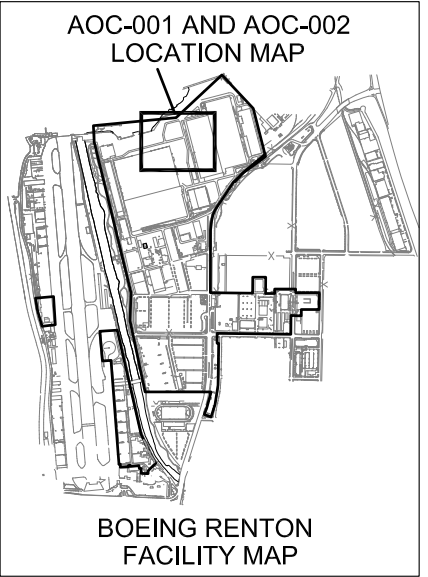 AOC-001 AND AOC-002
LOCATION MAP
BOEING RENTON
FACILITY MAP